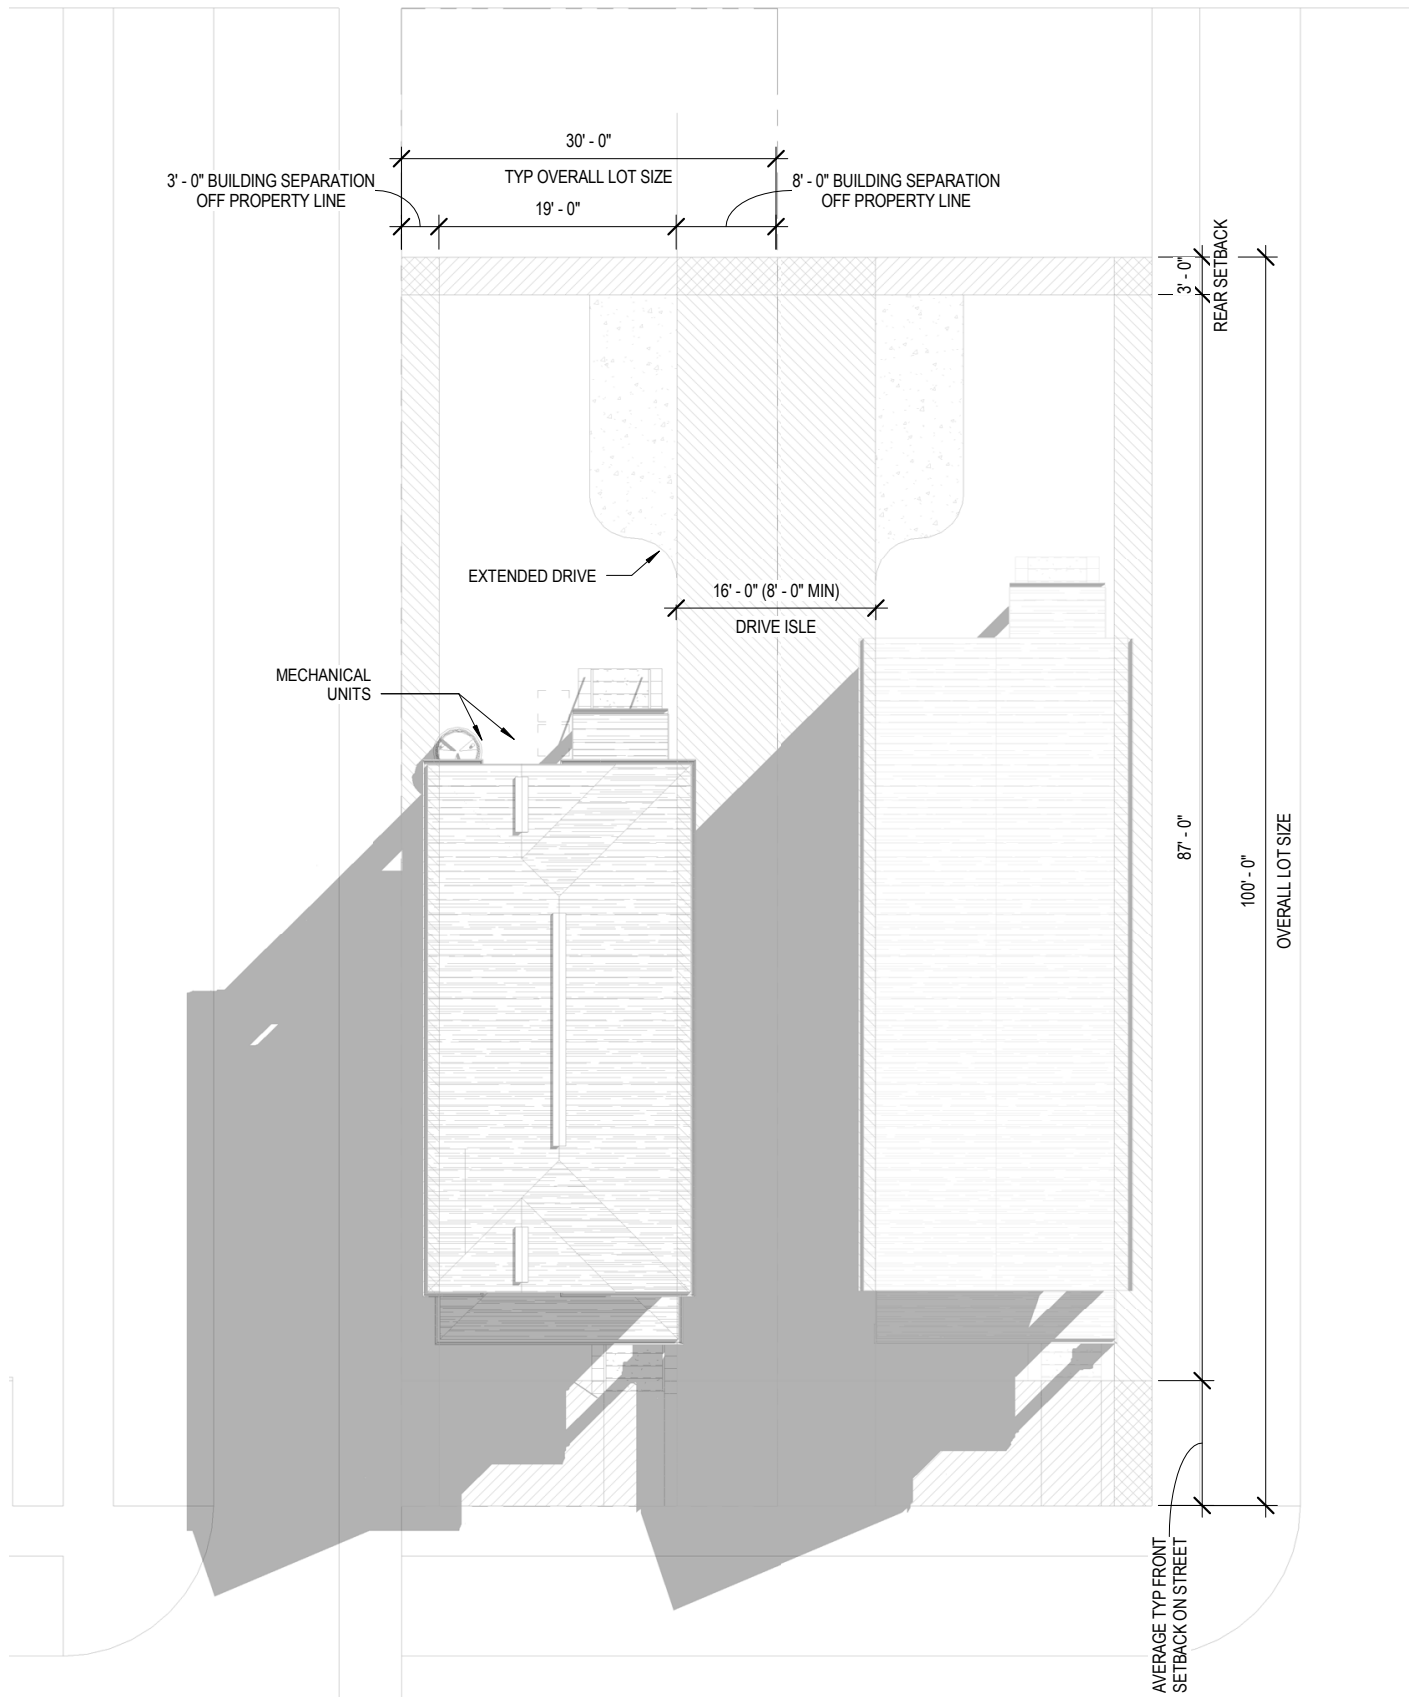 30' - 0"
TYP OVERALL LOT SIZE
3' - 0" BUILDING SEPARATION
OFF PROPERTY LINE
19' - 0"
8' - 0" BUILDING SEPARATION
OFF PROPERTY LINE
3' - 0"
REAR SETBACK
EXTENDED DRIVE
16' - 0" (8' - 0" MIN)
DRIVE ISLE
MECHANICAL
UNITS
87' - 0"
100' - 0"
OVERALL LOT SIZE
AVERAGE TYP FRONT
SETBACK ON STREET